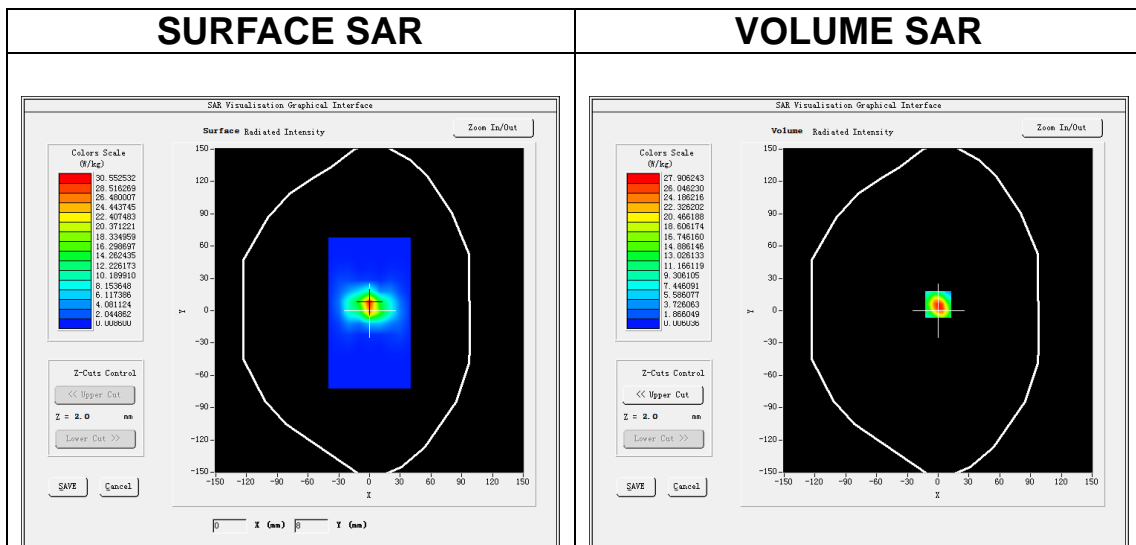 SURFACE SAR
VOLUME SAR
SAR Visualisation Graphical Interface
Surface Radiated Intensity
Zoom In/Out
Colors Scale
(W/kg)
30.552532
28.516269
26.480007
24.443745
22.407483
20.371221
18.334959
16.298697
14.262435
12.226173
10.189910
8.153648
6.117386
4.081124
2.044862
0.008600
Z-Cuts Control
<< Upper Cut
Z = 2.0 mm
Lower Cut >>
SAVE
Cancel
150
120
90
60
30
0
-30
-60
-90
-120
-150
Y
-150 -120 -90 -60 -30 0 30 60 90 120 150
X
0 X (mm) 8 Y (mm)
SAR Visualisation Graphical Interface
Volume Radiated Intensity
Zoom In/Out
Colors Scale
(W/kg)
27.906243
26.046230
24.186216
22.326202
20.466188
18.606174
16.746160
14.886146
13.026133
11.166119
9.306105
7.446091
5.586077
3.726063
1.866049
0.006036
Z-Cuts Control
<< Upper Cut
Z = 2.0 mm
Lower Cut >>
SAVE
Cancel
150
120
90
60
30
0
-30
-60
-90
-120
-150
Y
-150 -120 -90 -60 -30 0 30 60 90 120 150
X